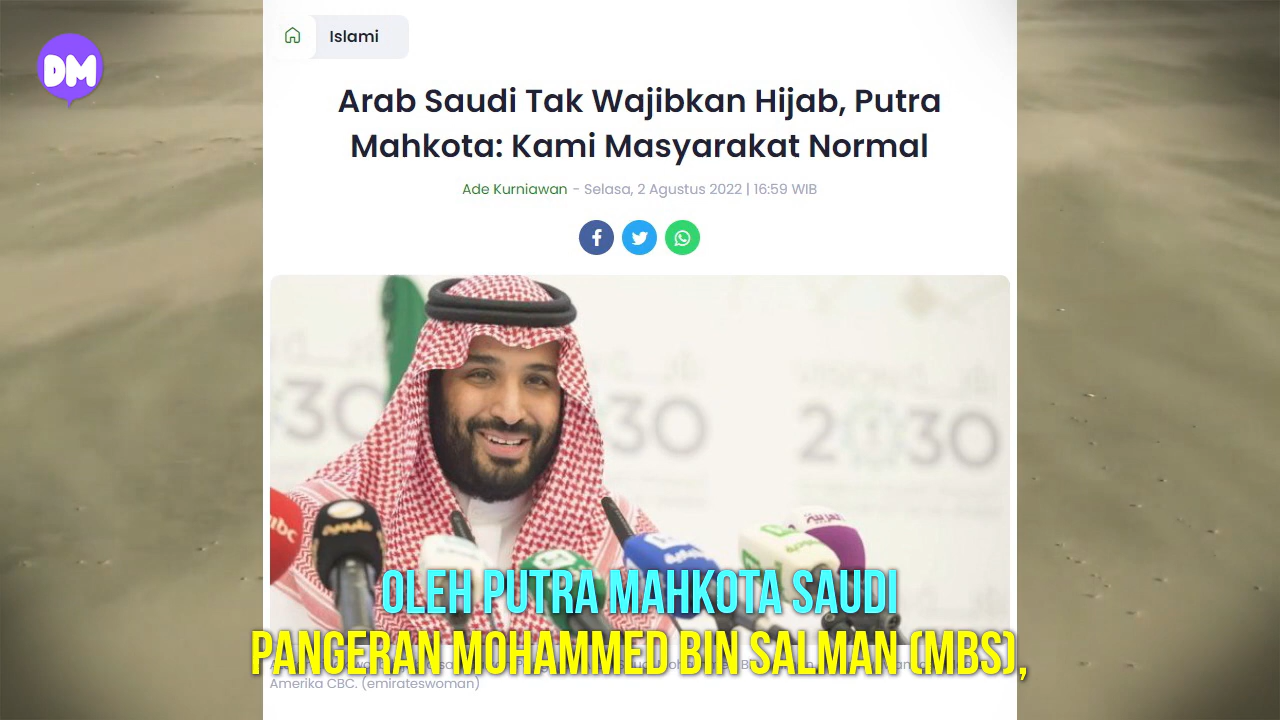 DM
Islami
Arab Saudi Tak Wajibkan Hijab, Putra
Mahkota: Kami Masyarakat Normal
Ade Kurniawan - Selasa, 2 Agustus 2022 | 16:59 WIB
2030
OLEH PUTRA MAHKOTA SAUDI
PANGERAN MOHAMMED BIN SALMAN (MBS),
Amerika CBC. (emirateswoman)